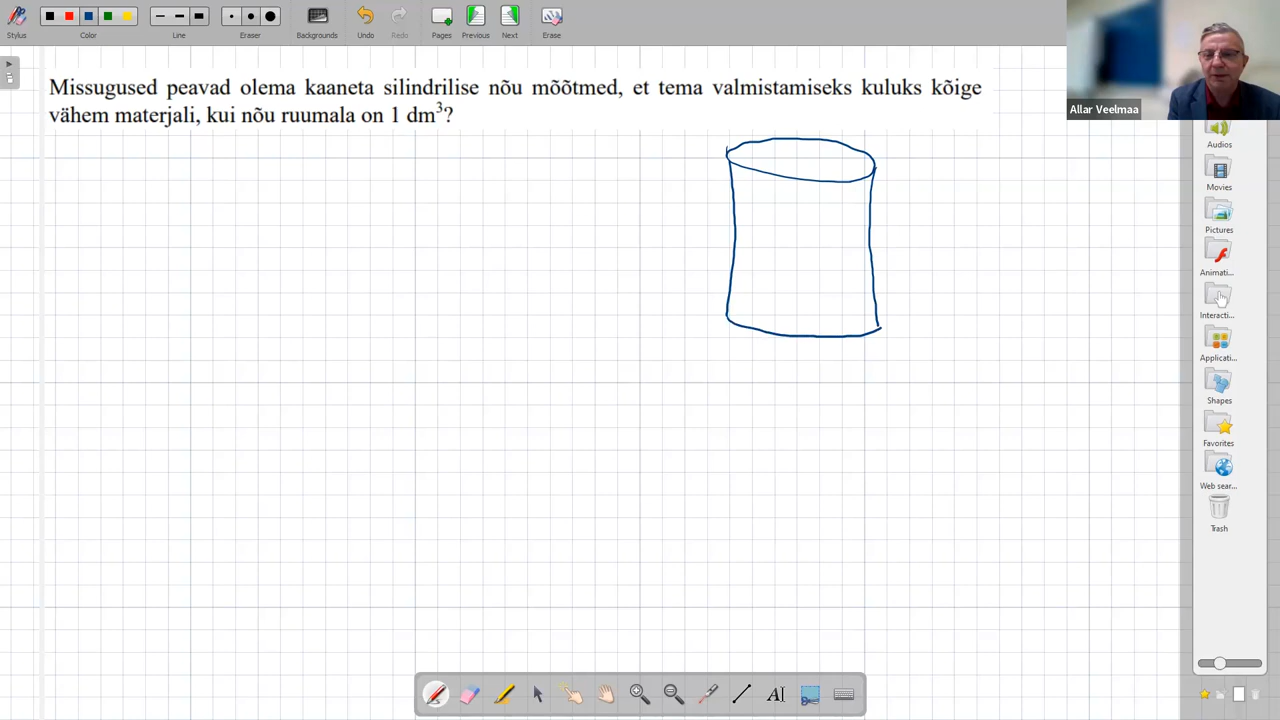 Stylus
Color
Line
Eraser
Backgrounds
Undo
Redo
Pages
Previous
Next
Erase
Missugused peavad olema kaaneta silindrilise nõu mõõtmed, et tema valmistamiseks kuluks kõige
vähem materjali, kui nõu ruumala on 1 dm³?
Allar Veelmaa
Audios
Movies
Pictures
Animati...
Interacti...
Applicati...
Shapes
Favorites
Web sear...
Trash